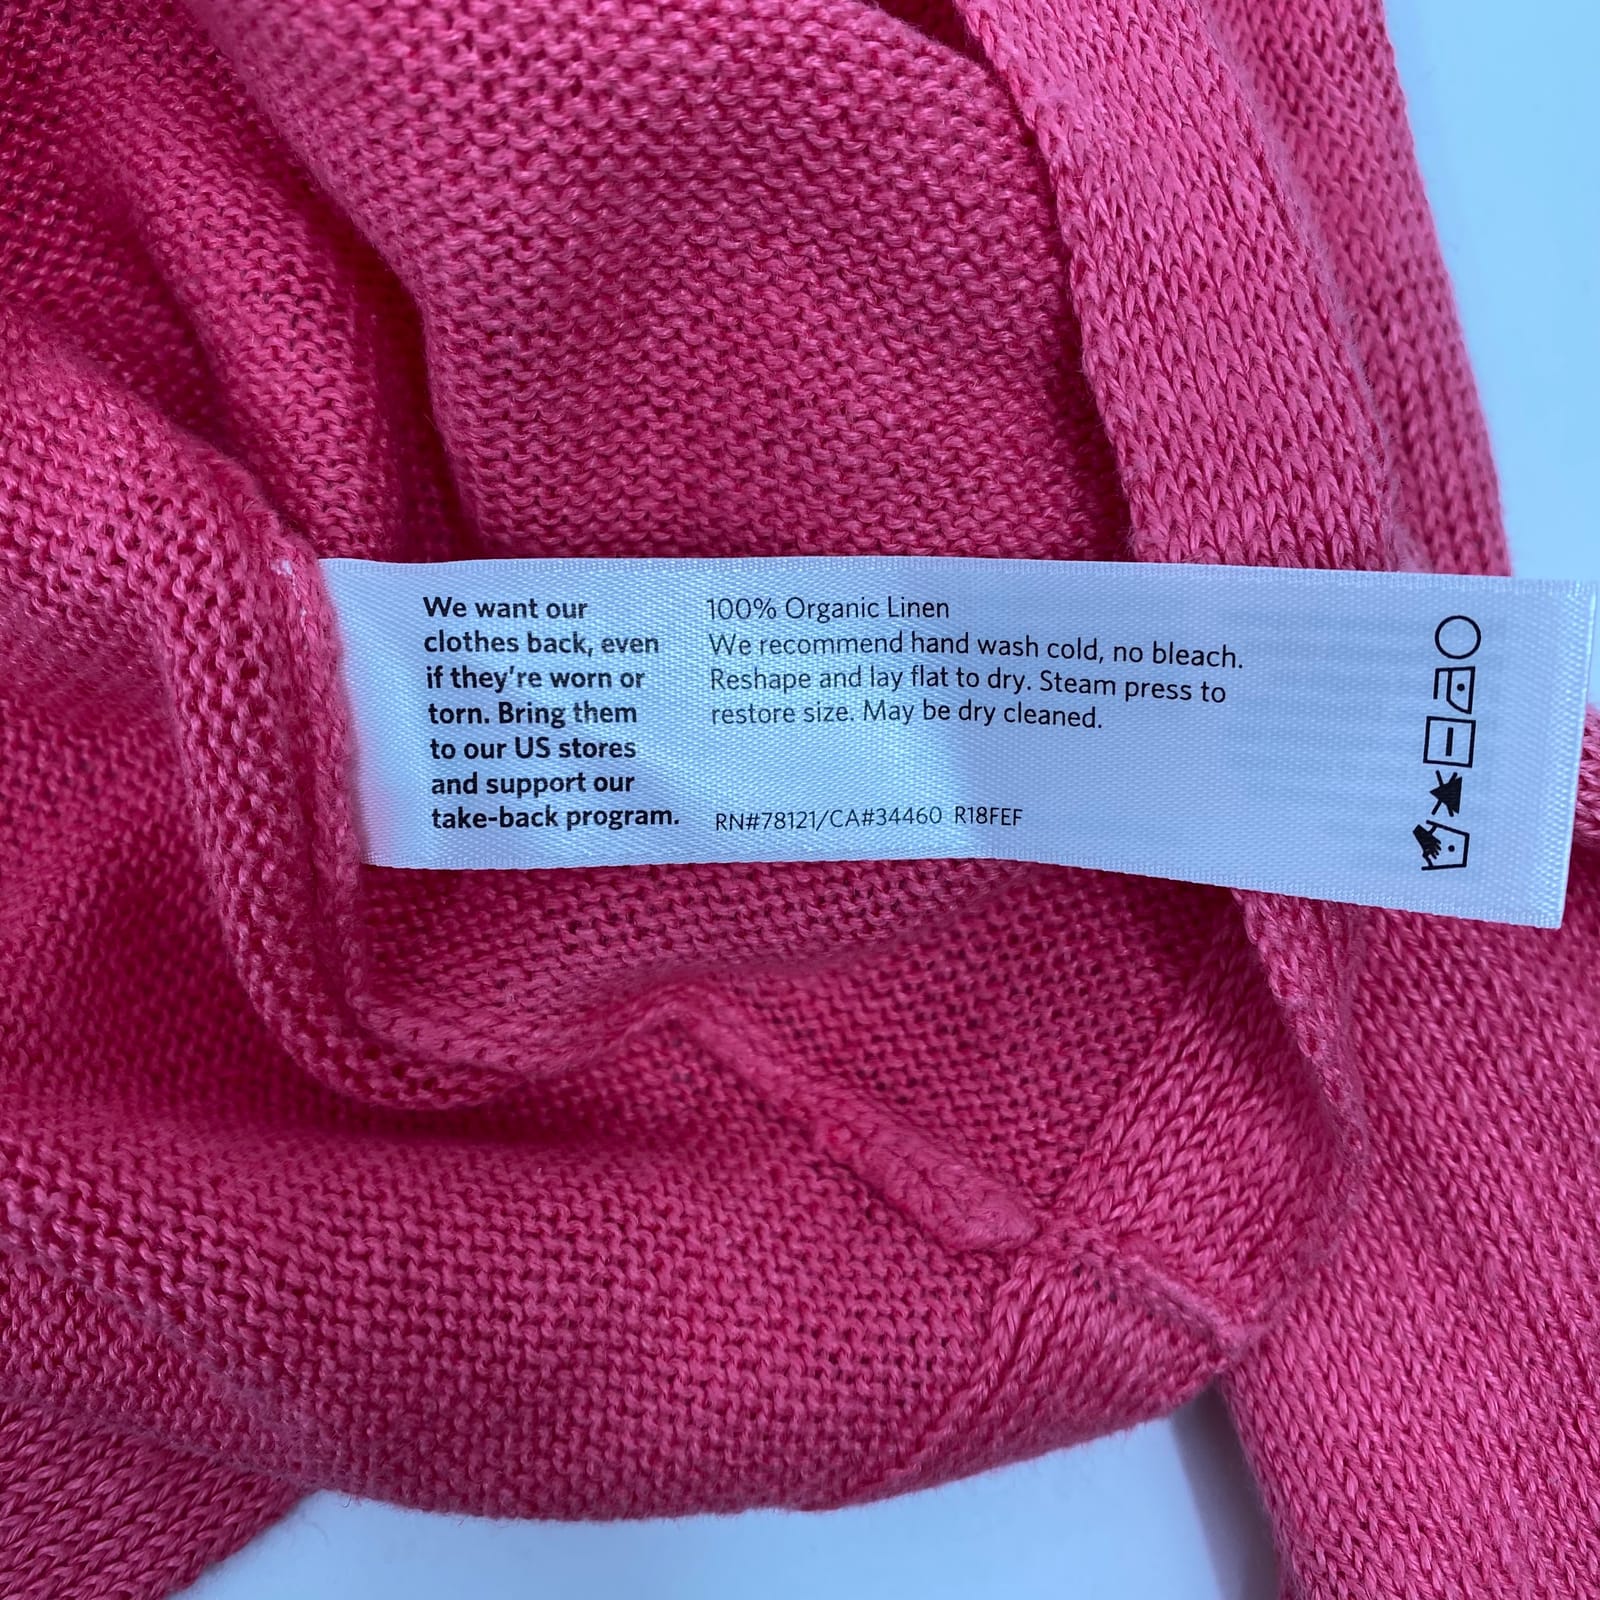 We want our
clothes back, even
if they're worn or
torn. Bring them
to our US stores
and support our
take-back program.
100% Organic Linen
We recommend hand wash cold, no bleach.
Reshape and lay flat to dry. Steam press to
restore size. May be dry cleaned.
RN#78121/CA#34460 R18FEF